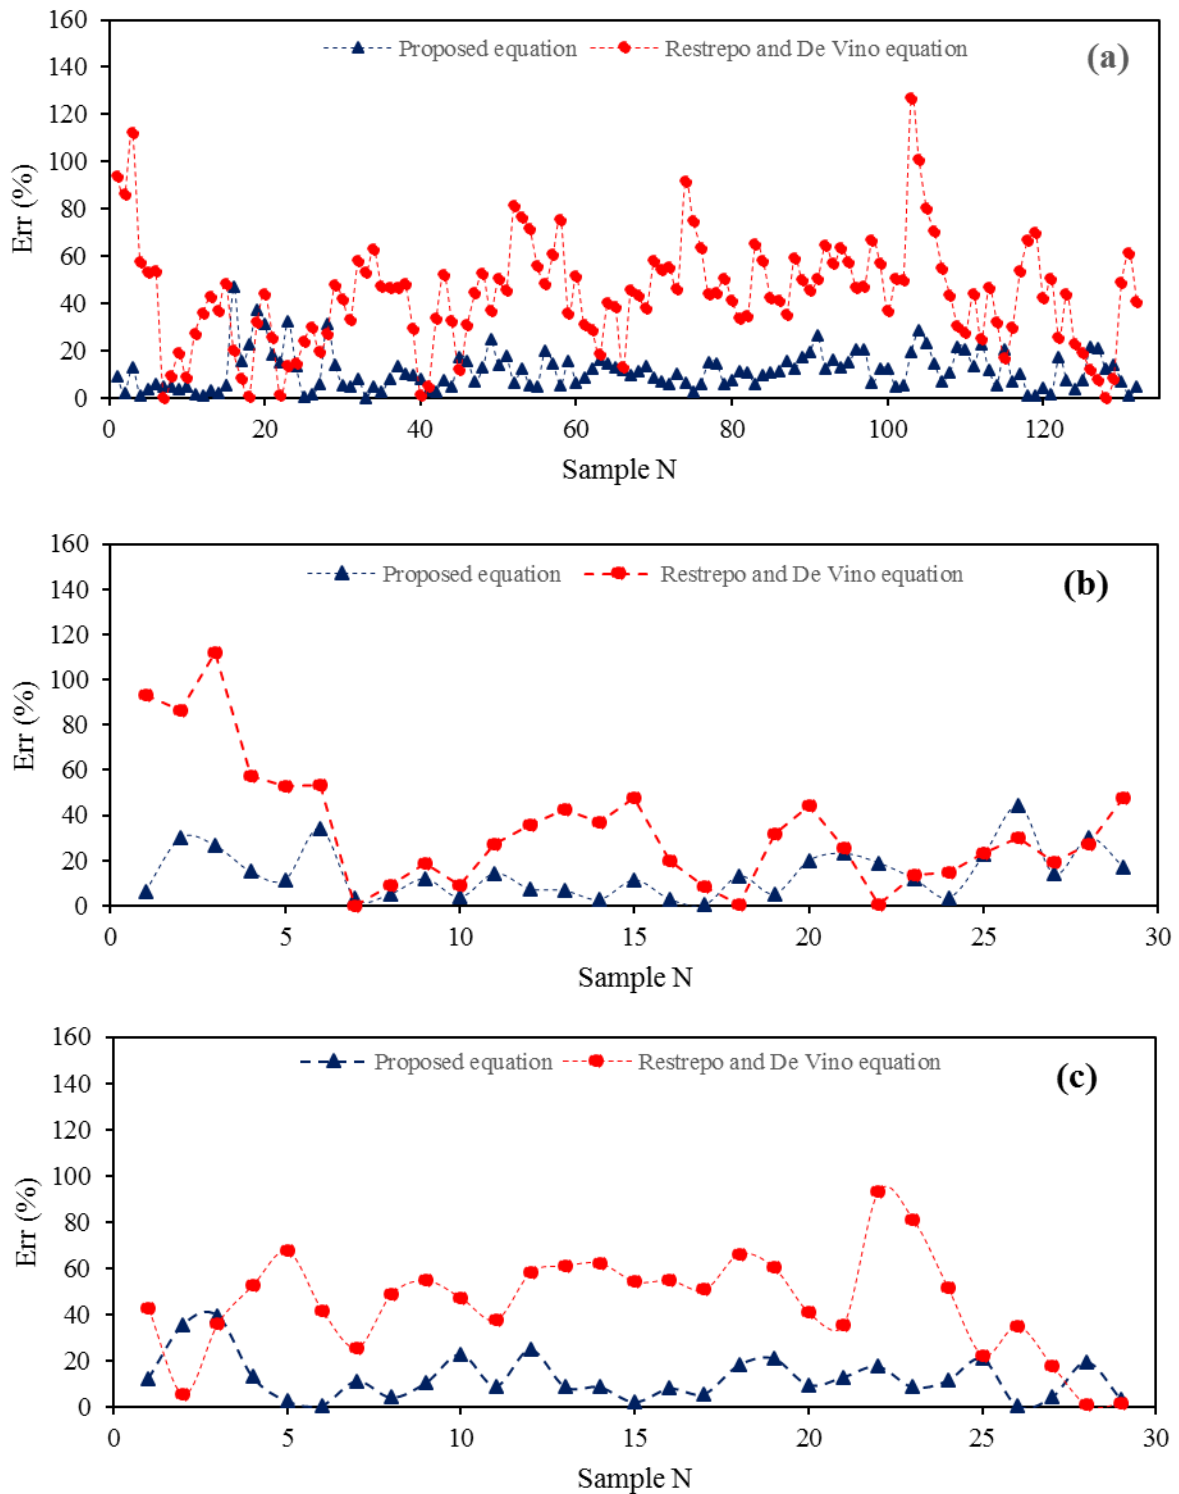 160
Proposed equation Restrepo and De Vino equation (a)
140
120
100
80
60
40
20
0
Err (%)
0 20 40 60 80 100 120
Sample N
160
Proposed equation Restrepo and De Vino equation (b)
140
120
100
80
60
40
20
0
Err (%)
0 5 10 15 20 25 30
Sample N
160
Proposed equation Restrepo and De Vino equation (c)
140
120
100
80
60
40
20
0
Err (%)
0 5 10 15 20 25 30
Sample N